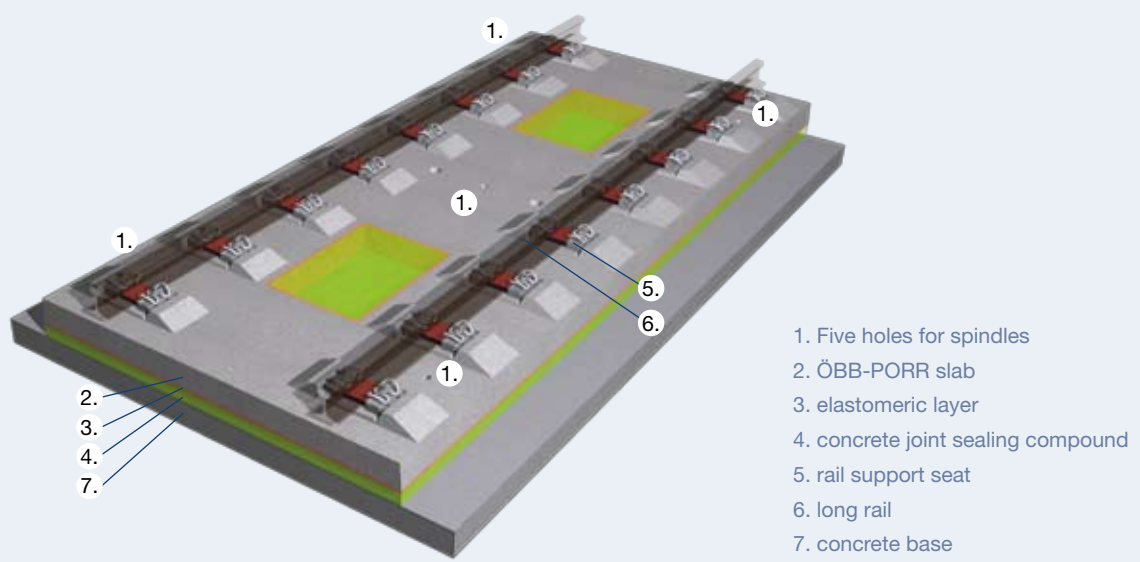 1.
1.
1.
1.
5.
6.
1.
2.
3.
4.
7.
1. Five holes for spindles
2. ÖBB-PORR slab
3. elastomeric layer
4. concrete joint sealing compound
5. rail support seat
6. long rail
7. concrete base